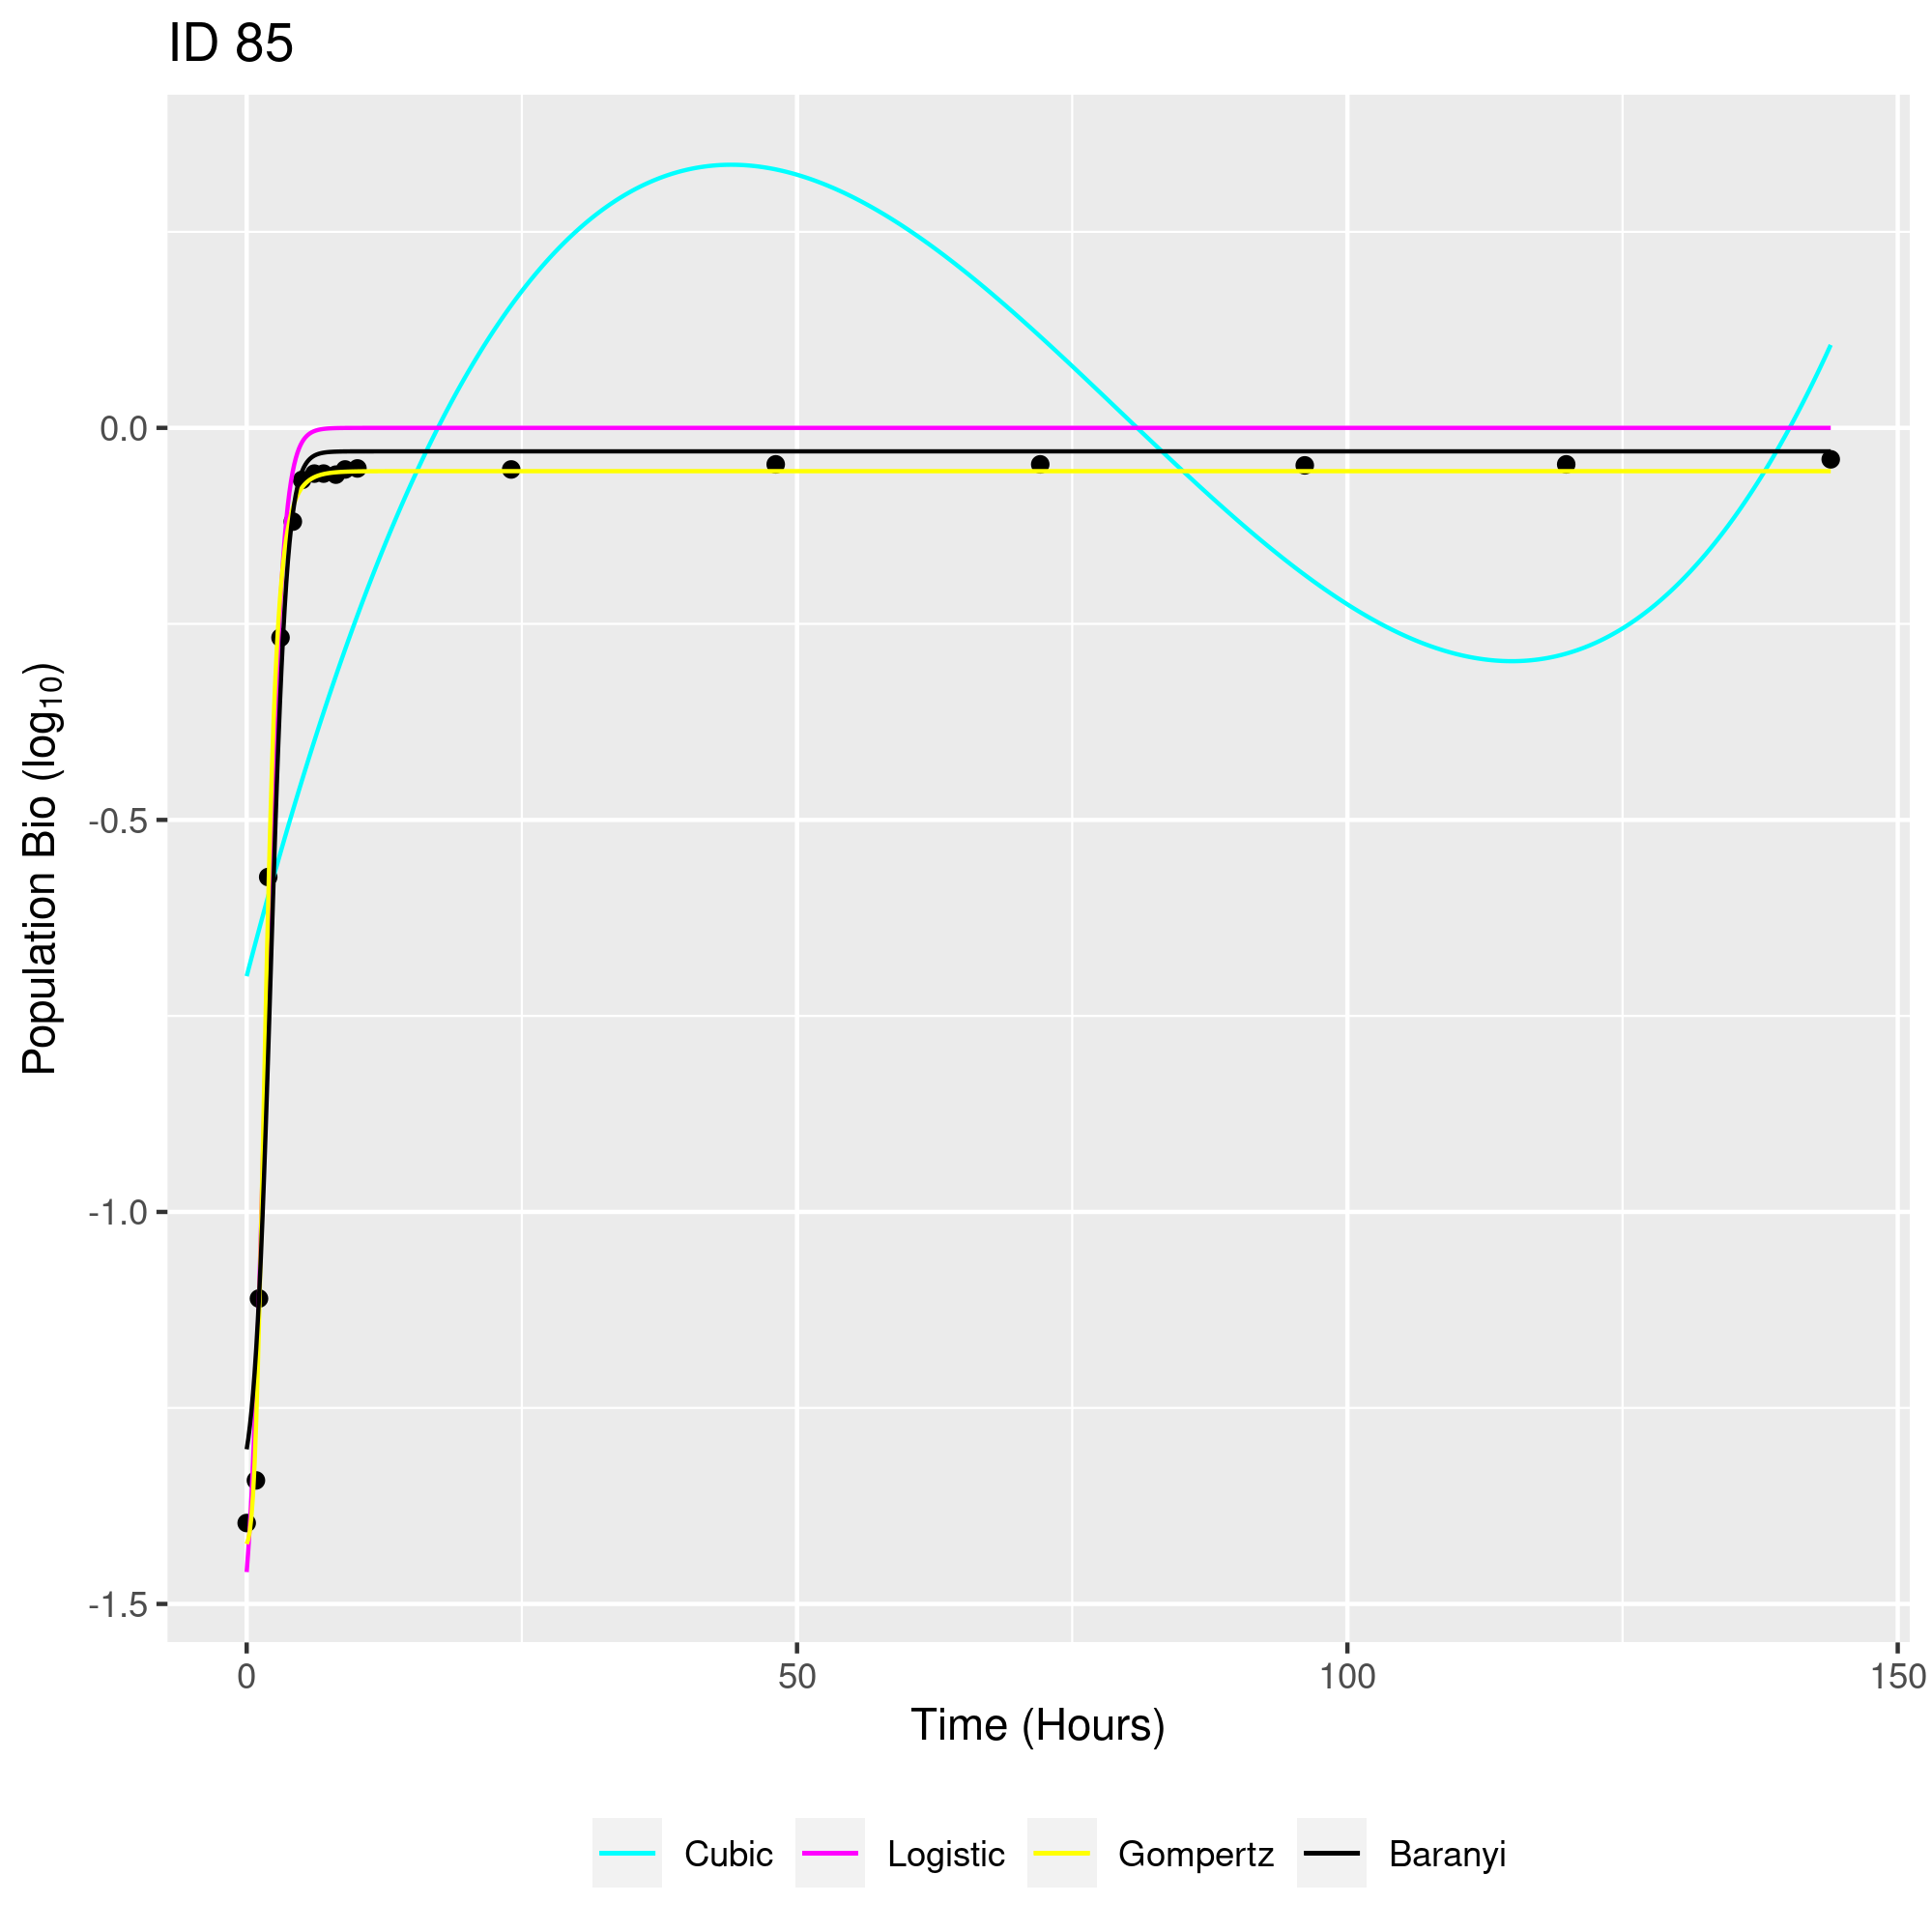 ID 85
Population Bio (log₁₀)
0.0
-0.5
-1.0
-1.5
0 50 100 150
Time (Hours)
Cubic Logistic Gompertz Baranyi